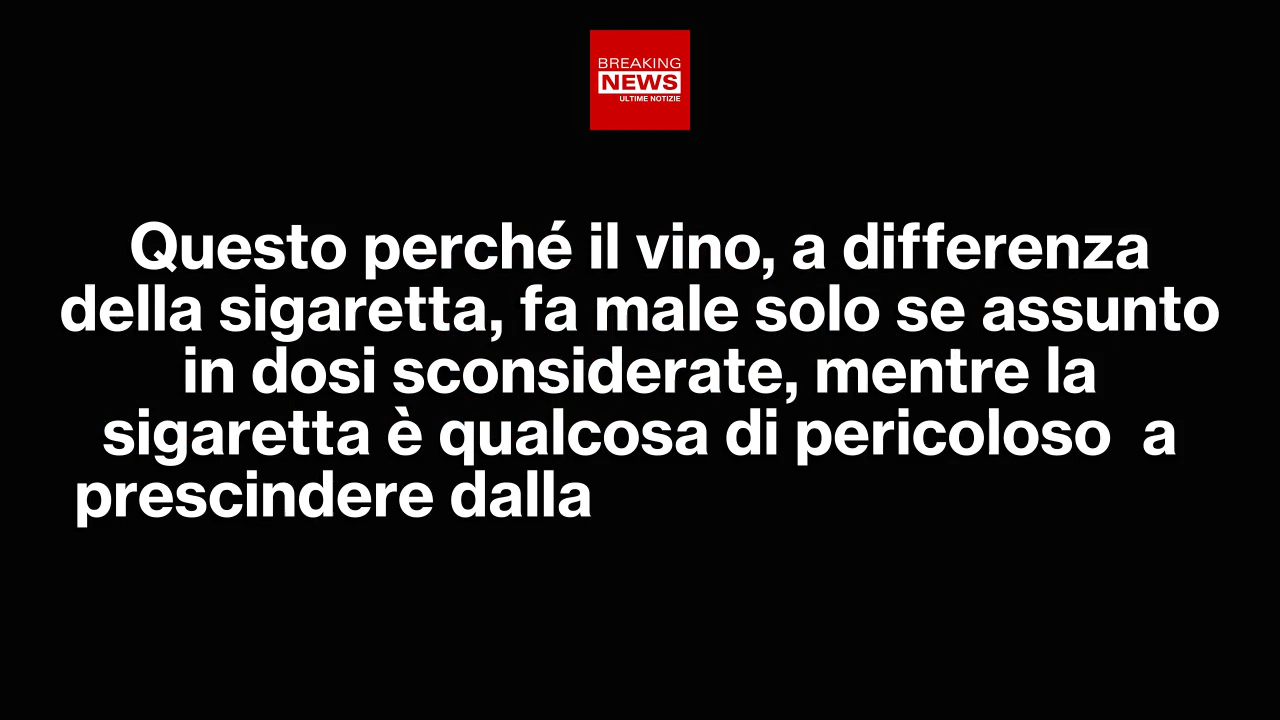 BREAKING
NEWS
ULTIME NOTIZIE
Questo perché il vino, a differenza
della sigaretta, fa male solo se assunto
in dosi sconsiderate, mentre la
sigaretta è qualcosa di pericoloso  a
prescindere dalla